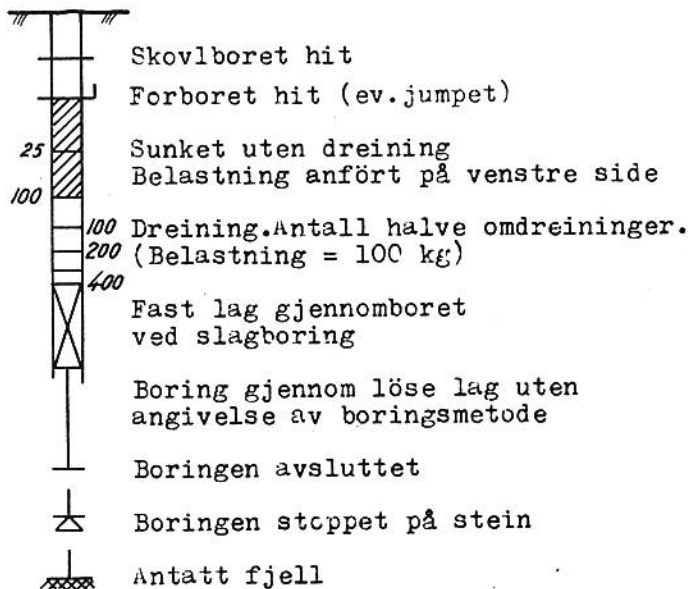 Skovlboret hit
Forboret hit (ev.jumpet)
25 Sunket uten dreining
Belastning anfört på venstre side
100
100 Dreining.Antall halve omdreininger.
200 (Belastning = 100 kg)
400
Fast lag gjennomboret
ved slagboring
Boring gjennom löse lag uten
angivelse av boringsmetode
Boringen avsluttet
Boringen stoppet på stein
Antatt fjell